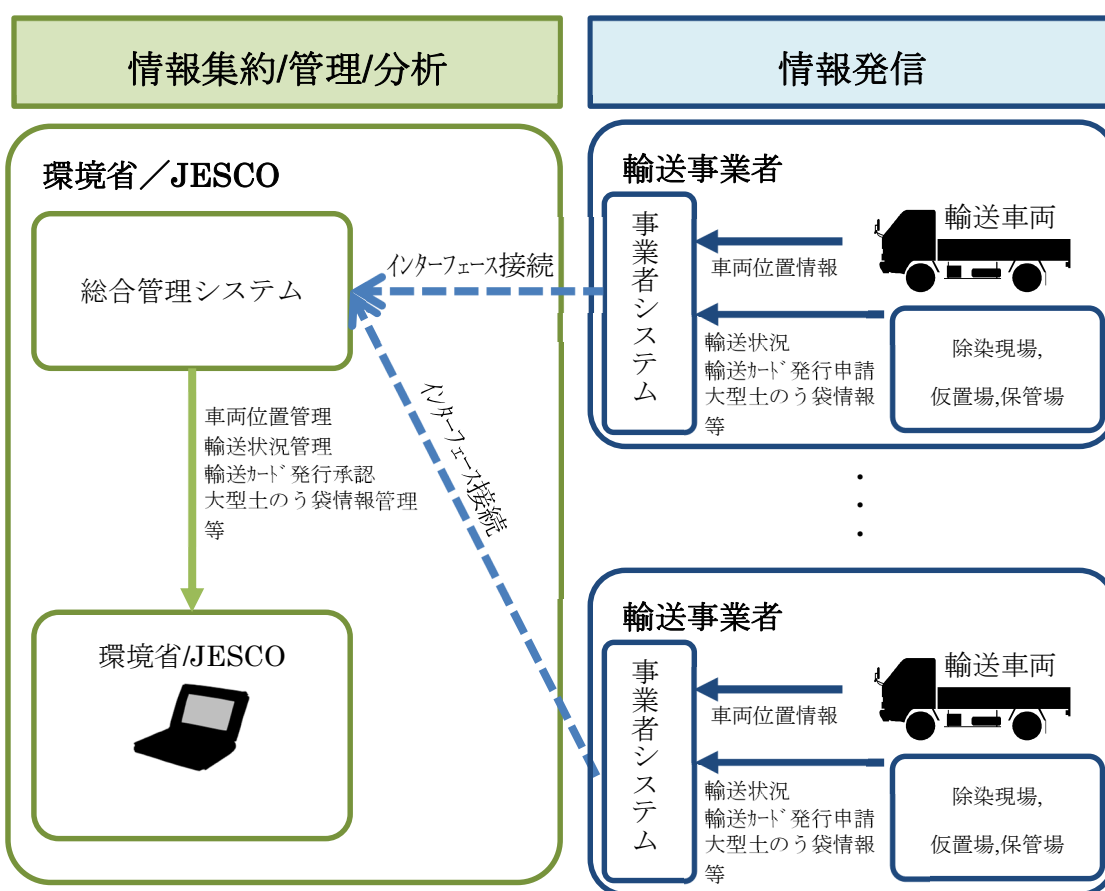 情報集約/管理/分析
環境省／JESCO
総合管理システム
車両位置管理
輸送状況管理
輸送ｶｰﾄﾞ発行承認
大型土のう袋情報管理
等
環境省/JESCO
ｲﾝﾀｰﾌｪｰｽ接続
ｲﾝﾀｰﾌｪｰｽ接続
情報発信
輸送事業者
事業者システム
輸送車両
車両位置情報
輸送状況
輸送ｶｰﾄﾞ発行申請
大型土のう袋情報
等
除染現場,
仮置場,保管場
・
・
・
輸送事業者
事業者システム
輸送車両
車両位置情報
輸送状況
輸送ｶｰﾄﾞ発行申請
大型土のう袋情報
等
除染現場,
仮置場,保管場